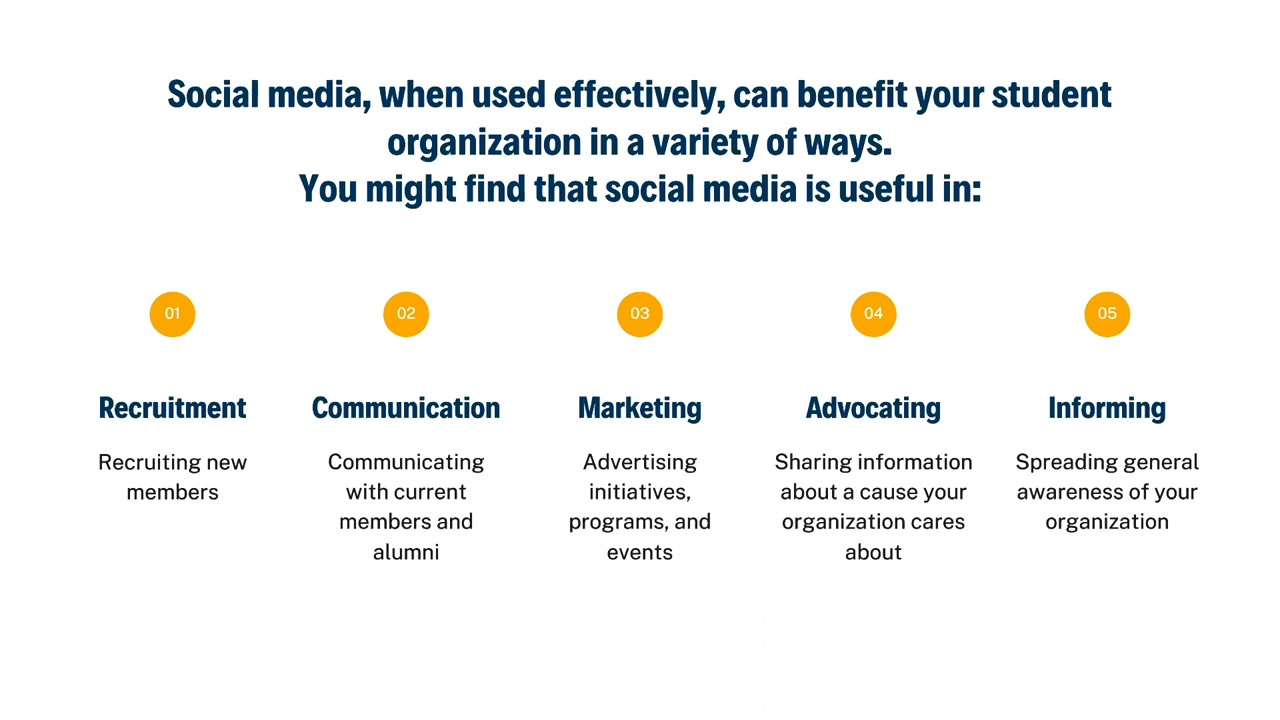 Social media, when used effectively, can benefit your student
organization in a variety of ways.
You might find that social media is useful in:
01
Recruitment
Recruiting new
members
02
Communication
Communicating
with current
members and
alumni
03
Marketing
Advertising
initiatives,
programs, and
events
04
Advocating
Sharing information
about a cause your
organization cares
about
05
Informing
Spreading general
awareness of your
organization